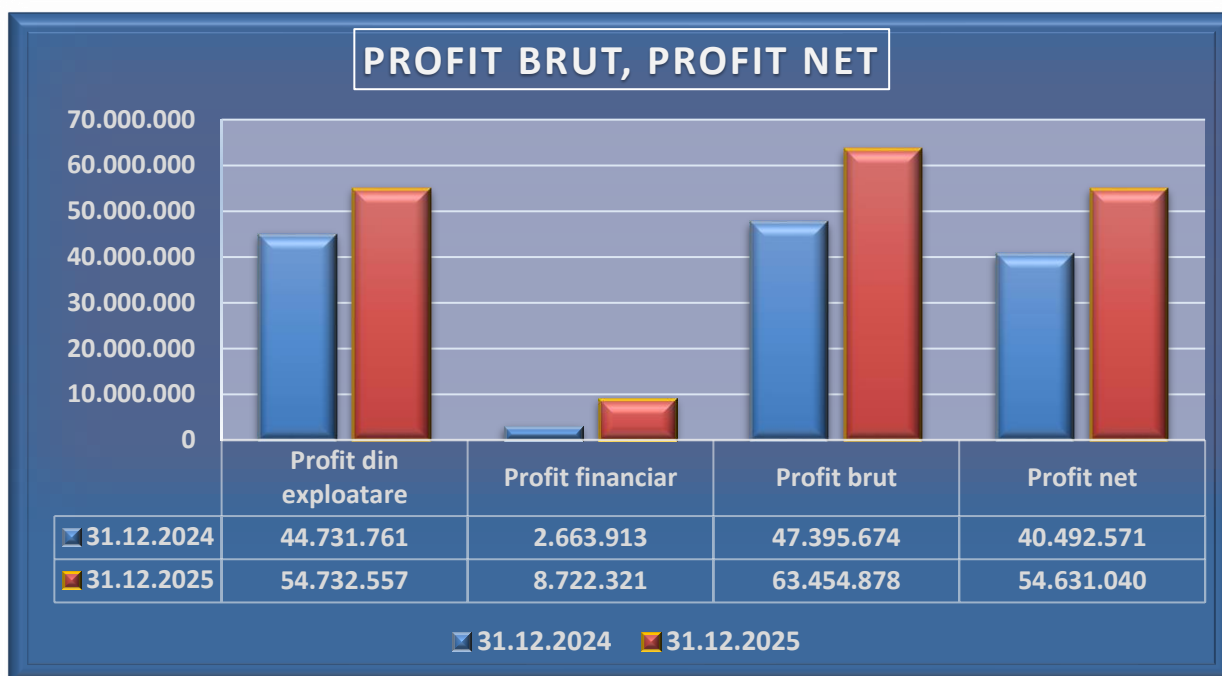 PROFIT BRUT, PROFIT NET
70.000.000
60.000.000
50.000.000
40.000.000
30.000.000
20.000.000
10.000.000
0
Profit din
exploatare
Profit financiar
Profit brut
Profit net
31.12.2024 44.731.761 2.663.913 47.395.674 40.492.571
31.12.2025 54.732.557 8.722.321 63.454.878 54.631.040
31.12.2024 31.12.2025